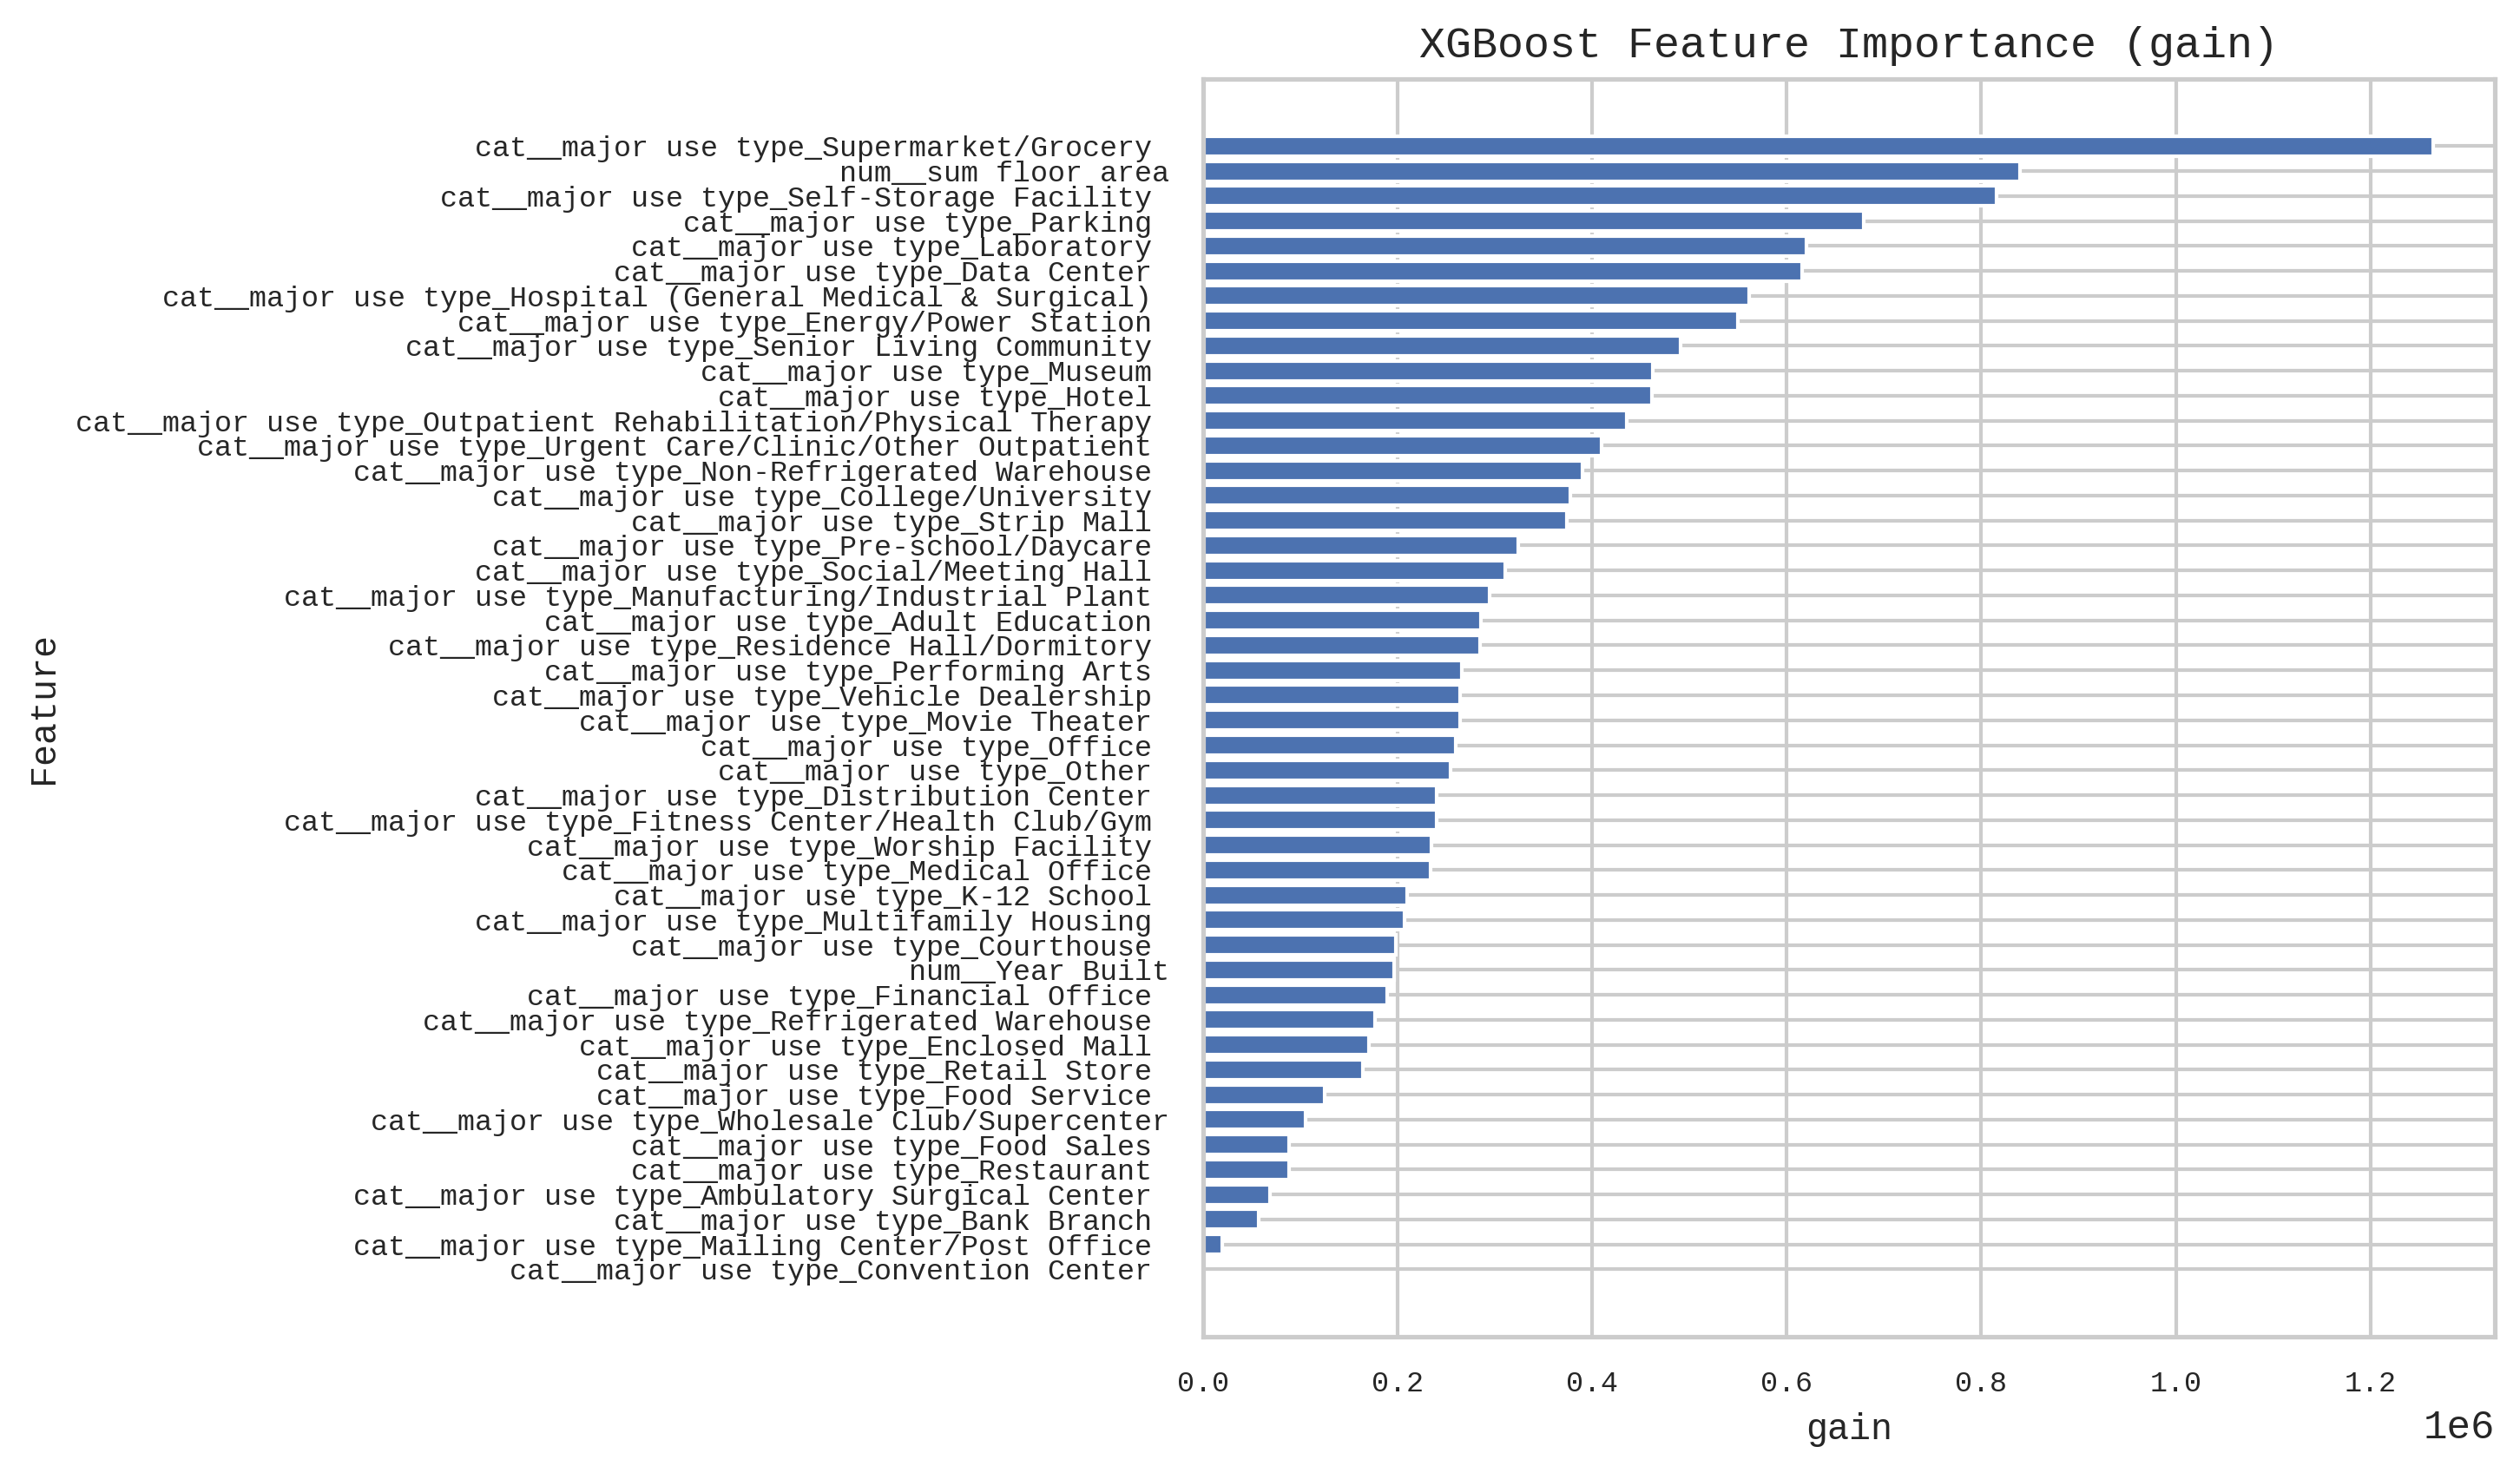 XGBoost Feature Importance (gain)
cat__major use type_Supermarket/Grocery
num__sum floor area
cat__major use type_Self-Storage Facility
cat__major use type_Parking
cat__major use type_Laboratory
cat__major use type_Data Center
cat__major use type_Hospital (General Medical & Surgical)
cat__major use type_Energy/Power Station
cat__major use type_Senior Living Community
cat__major use type_Museum
cat__major use type_Hotel
cat__major use type_Outpatient Rehabilitation/Physical Therapy
cat__major use type_Urgent Care/Clinic/Other Outpatient
cat__major use type_Non-Refrigerated Warehouse
cat__major use type_College/University
cat__major use type_Strip Mall
cat__major use type_Pre-school/Daycare
cat__major use type_Social/Meeting Hall
cat__major use type_Manufacturing/Industrial Plant
cat__major use type_Adult Education
cat__major use type_Residence Hall/Dormitory
cat__major use type_Performing Arts
cat__major use type_Vehicle Dealership
cat__major use type_Movie Theater
cat__major use type_Office
cat__major use type_Other
cat__major use type_Distribution Center
cat__major use type_Fitness Center/Health Club/Gym
cat__major use type_Worship Facility
cat__major use type_Medical Office
cat__major use type_K-12 School
cat__major use type_Multifamily Housing
cat__major use type_Courthouse
num__Year Built
cat__major use type_Financial Office
cat__major use type_Refrigerated Warehouse
cat__major use type_Enclosed Mall
cat__major use type_Retail Store
cat__major use type_Food Service
cat__major use type_Wholesale Club/Supercenter
cat__major use type_Food Sales
cat__major use type_Restaurant
cat__major use type_Ambulatory Surgical Center
cat__major use type_Bank Branch
cat__major use type_Mailing Center/Post Office
cat__major use type_Convention Center
Feature
0.0 0.2 0.4 0.6 0.8 1.0 1.2
gain
1e6